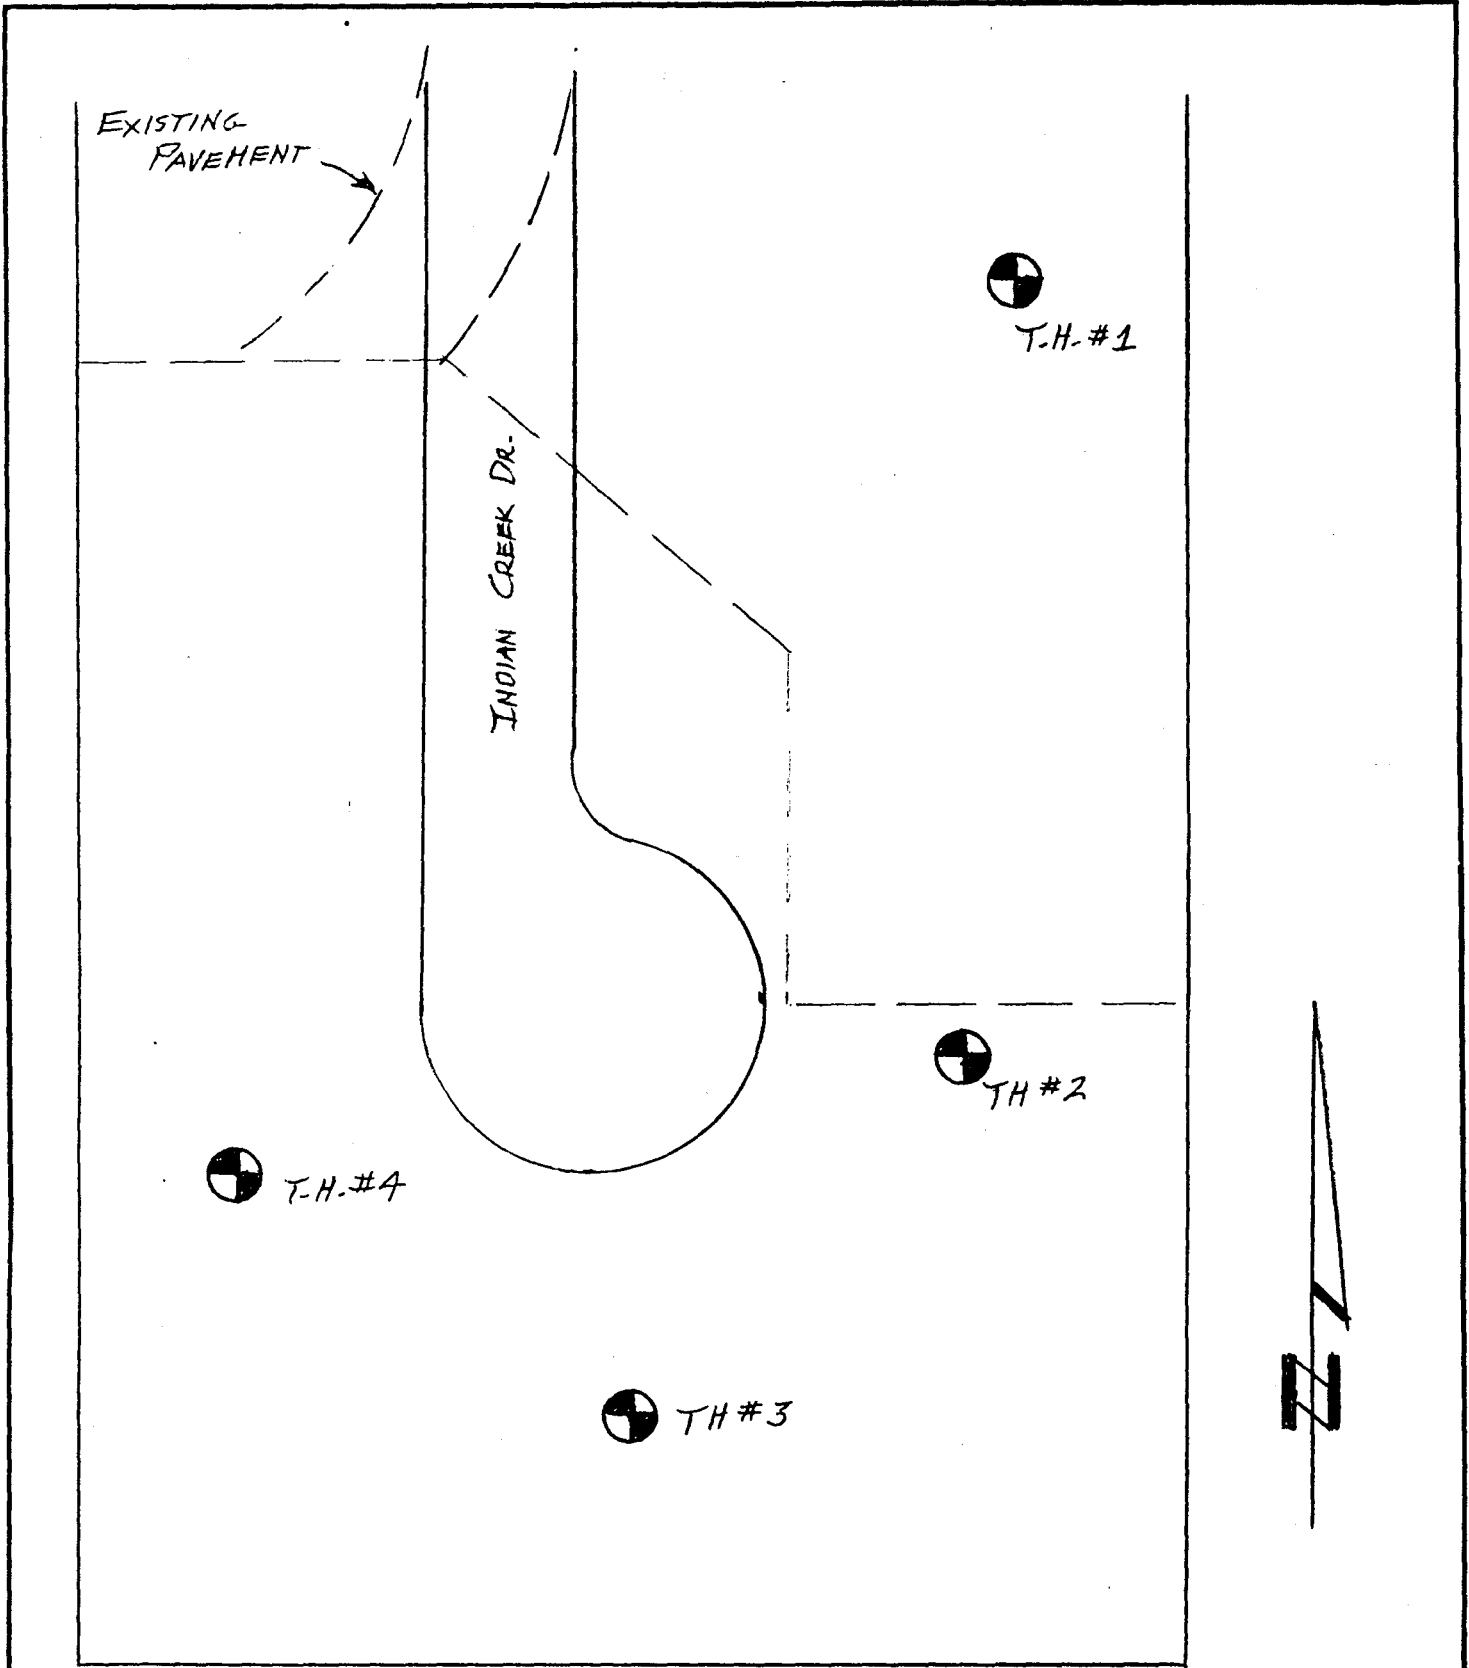 EXISTING
PAVEMENT
T.H. #1
INDIAN CREEK DR.
TH #2
T.H. #4
TH #3
N